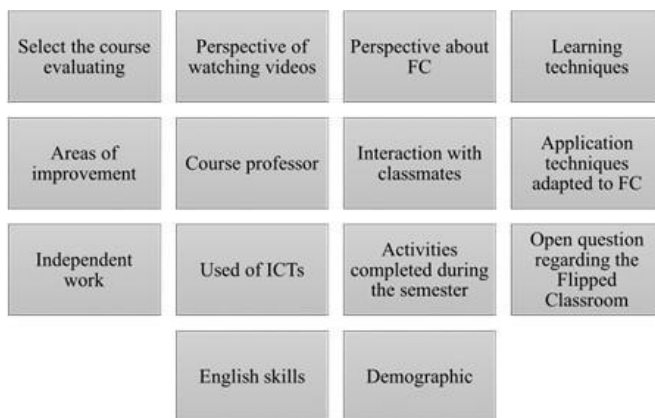 Select the course
evaluating
Perspective of
watching videos
Perspective about
FC
Learning
techniques
Areas of
improvement
Course professor
Interaction with
classmates
Application
techniques
adapted to FC
Independent
work
Used of ICTs
Activities
completed during
the semester
Open question
regarding the
Flipped
Classroom
English skills
Demographic